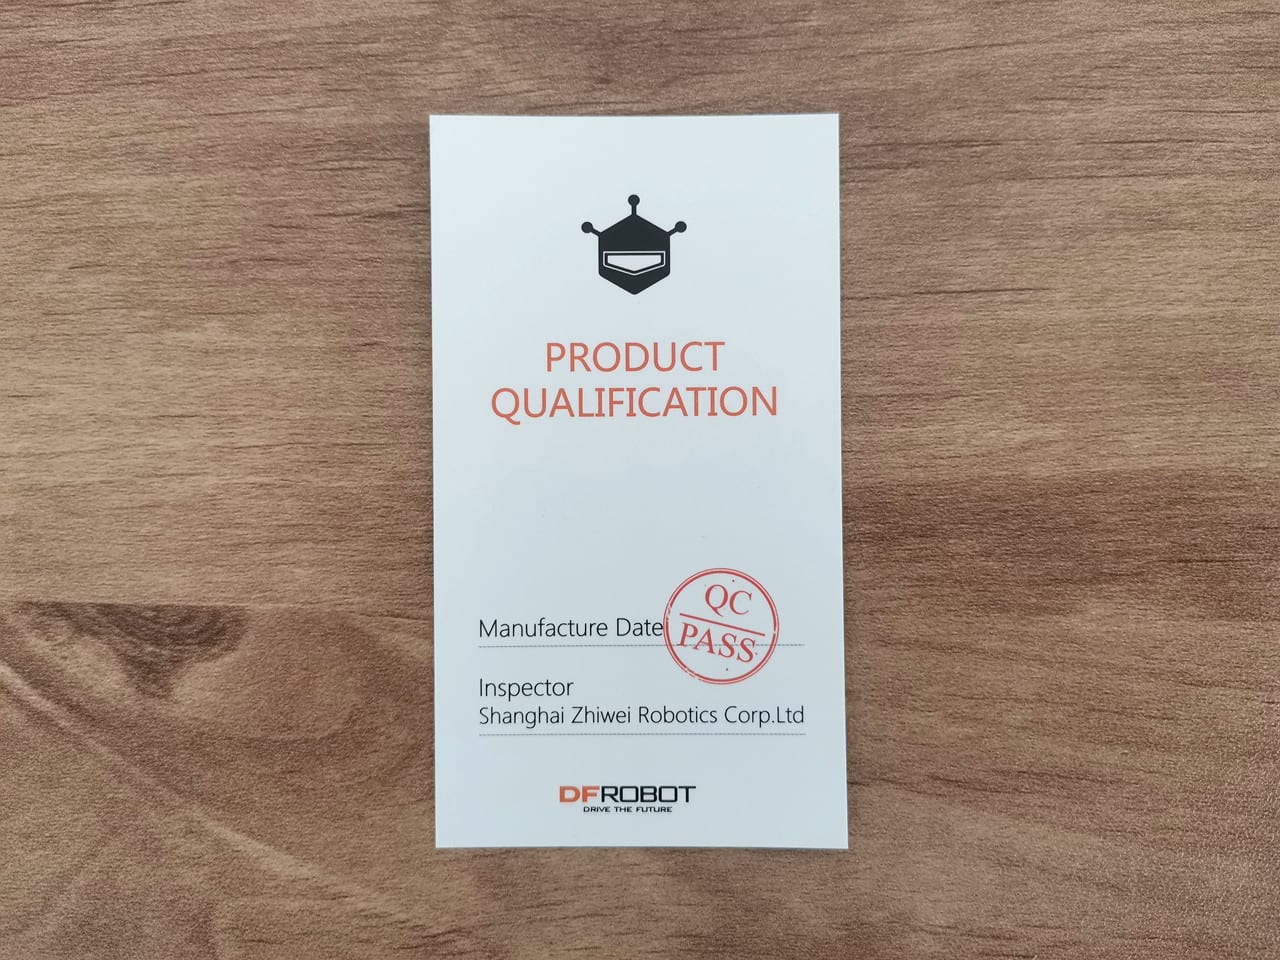 PRODUCT
QUALIFICATION
QC
PASS
Manufacture Date
Inspector
Shanghai Zhiwei Robotics Corp.Ltd
DFROBOT
DRIVE THE FUTURE